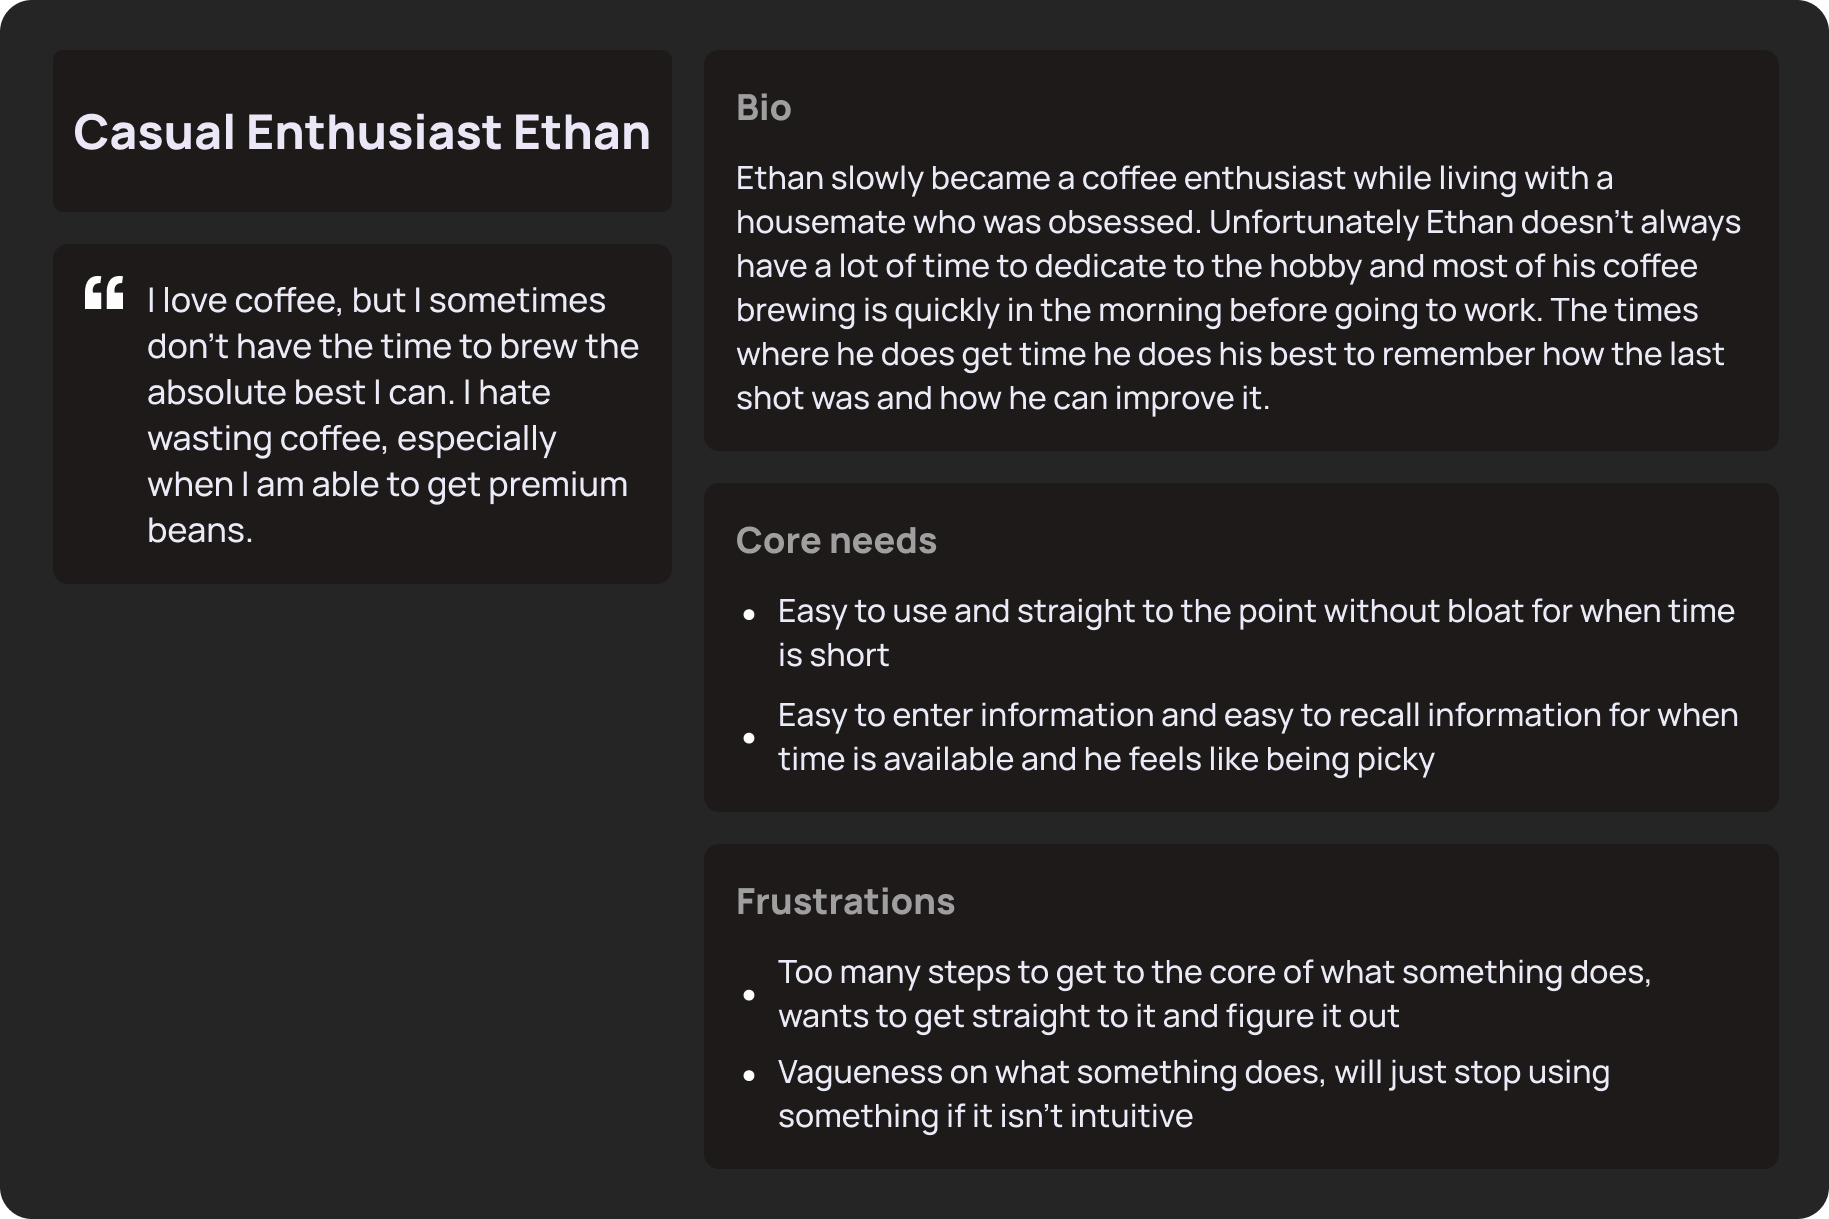 Casual Enthusiast Ethan
“ I love coffee, but I sometimes
don’t have the time to brew the
absolute best I can. I hate
wasting coffee, especially
when I am able to get premium
beans.
Bio
Ethan slowly became a coffee enthusiast while living with a
housemate who was obsessed. Unfortunately Ethan doesn’t always
have a lot of time to dedicate to the hobby and most of his coffee
brewing is quickly in the morning before going to work. The times
where he does get time he does his best to remember how the last
shot was and how he can improve it.
Core needs
• Easy to use and straight to the point without bloat for when time
is short
• Easy to enter information and easy to recall information for when
time is available and he feels like being picky
Frustrations
• Too many steps to get to the core of what something does,
wants to get straight to it and figure it out
• Vagueness on what something does, will just stop using
something if it isn’t intuitive